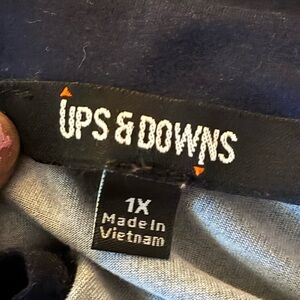 UPS & DOWNS
1X
Made In
Vietnam